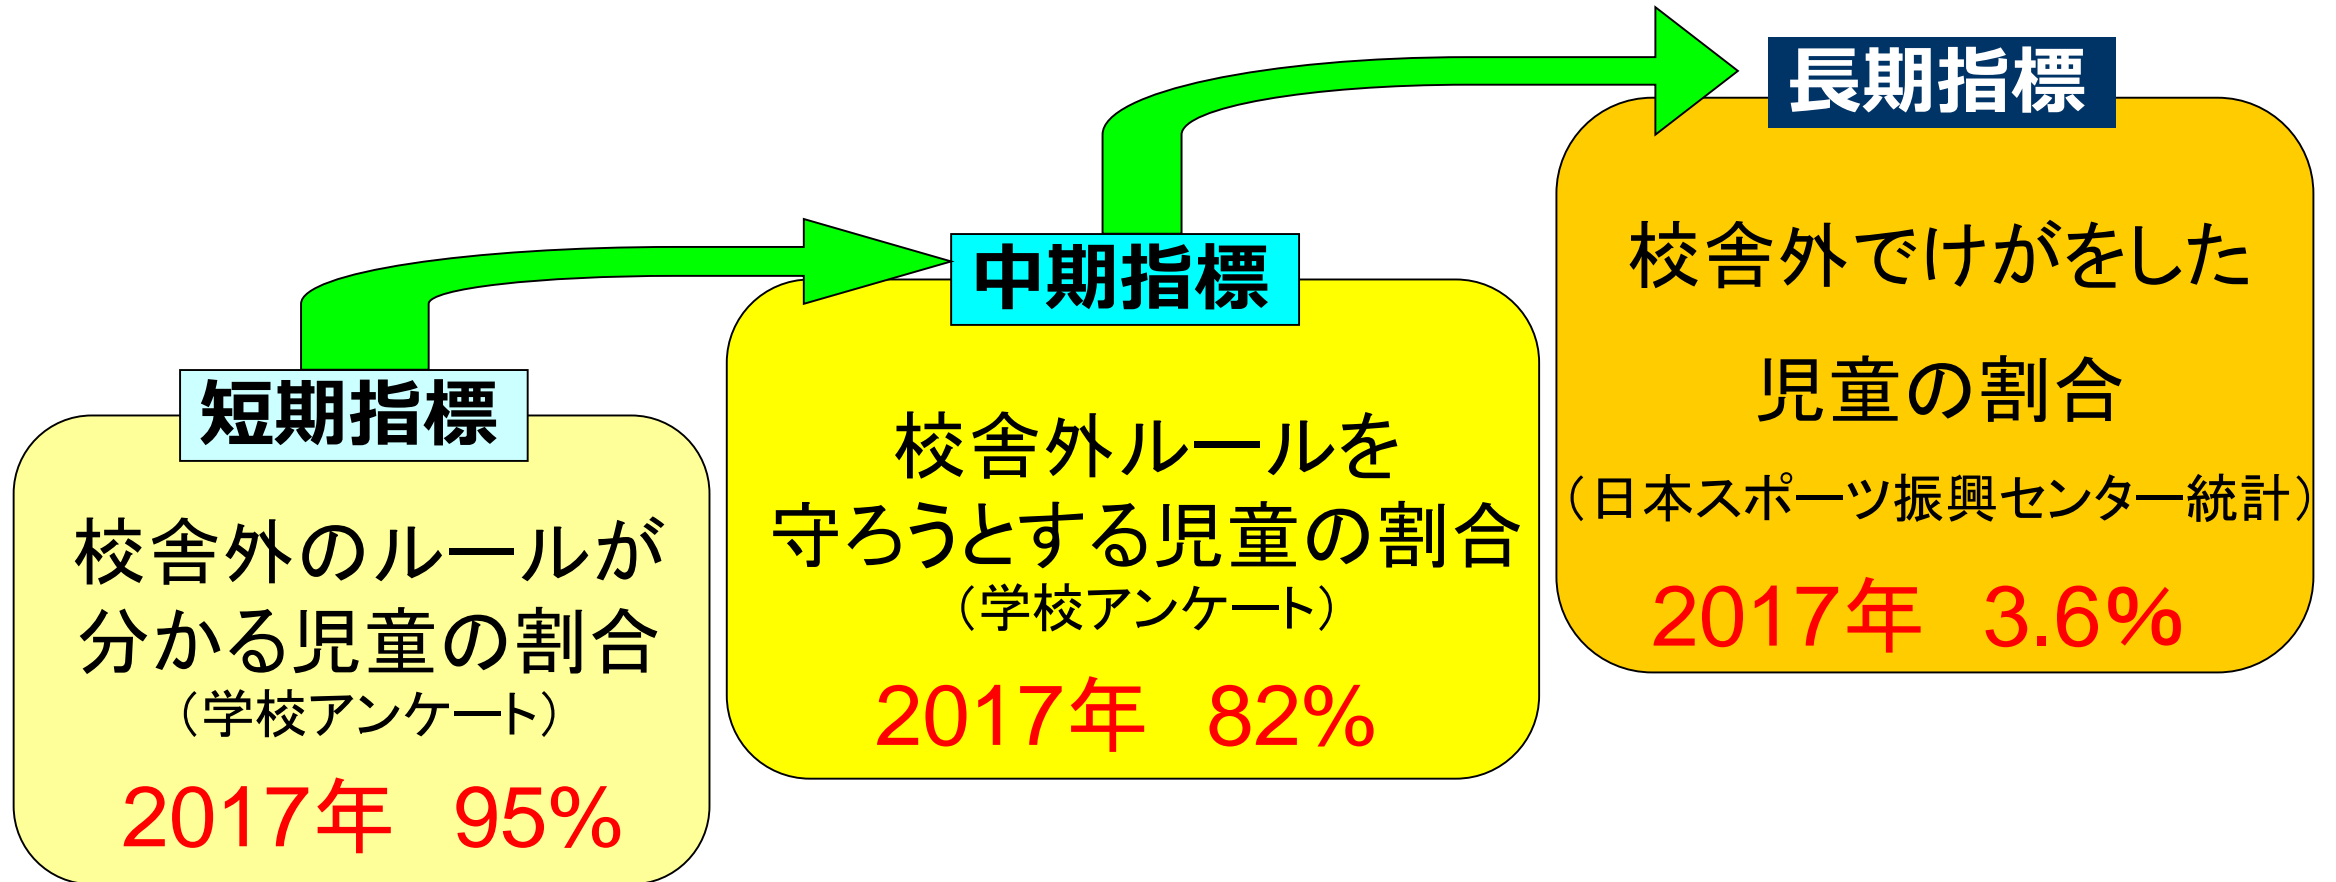 短期指標
校舎外のルールが
分かる児童の割合
（学校アンケート）
2017年 95%
中期指標
校舎外ルールを
守ろうとする児童の割合
（学校アンケート）
2017年 82%
長期指標
校舎外でけがをした
児童の割合
（日本スポーツ振興センター統計）
2017年 3.6%